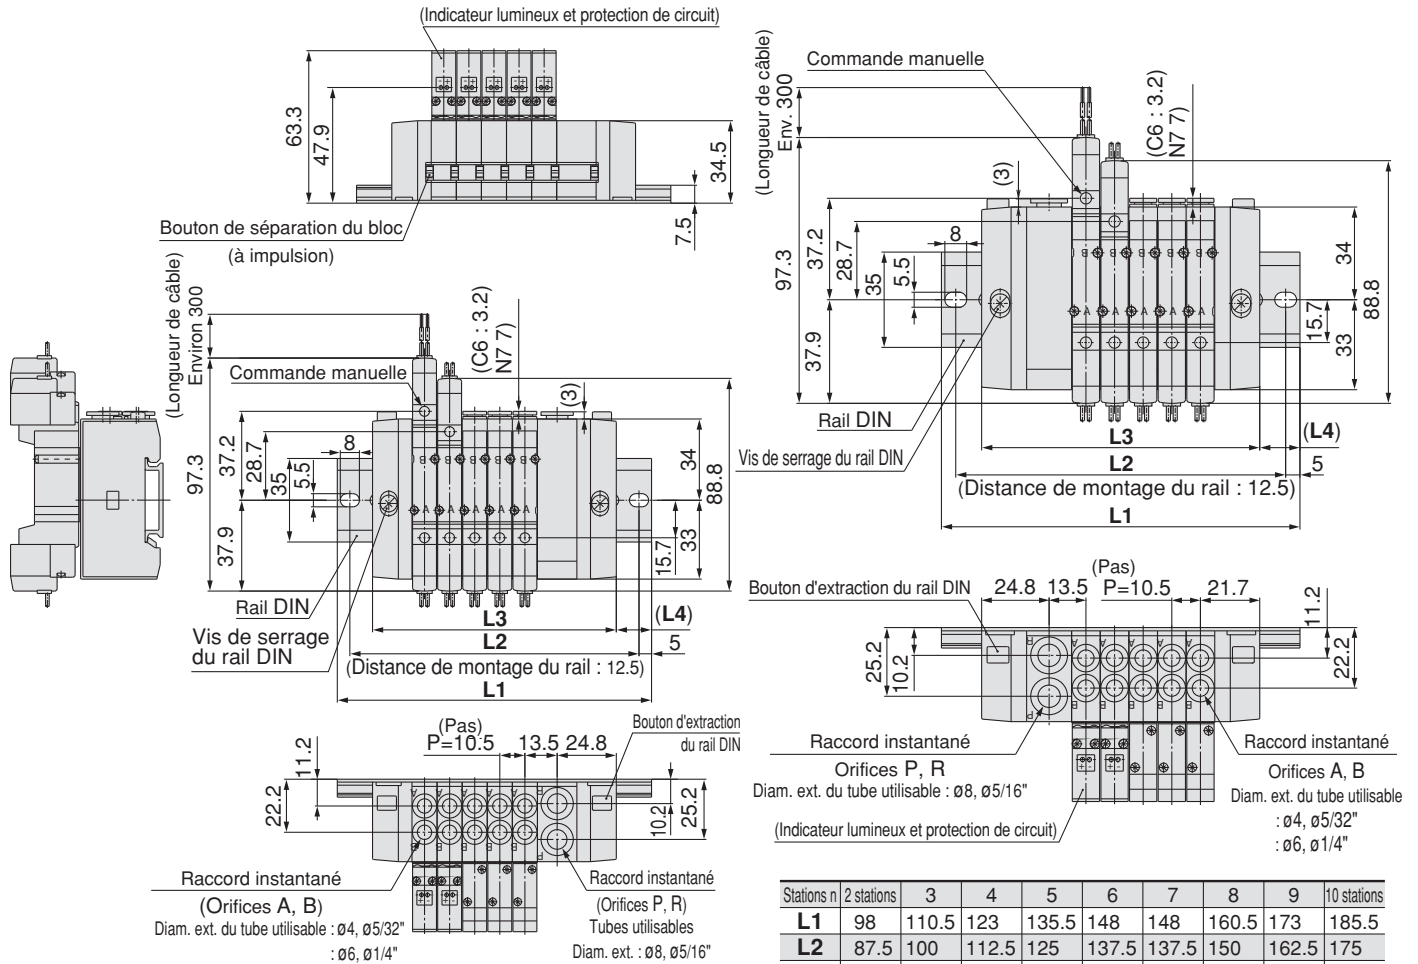 (Indicateur lumineux et protection de circuit)
63.3
47.9
34.5
7.5
Bouton de séparation du bloc
(à impulsion)
(Longueur de câble)
Env. 300
Commande manuelle
(C6 : 3.2)
N7 7)
(3)
97.3
37.2
28.7
35
8
5.5
37.9
34
88.8
15.7
33
B B B B B
A A A A A
Rail DIN
Vis de serrage du rail DIN
L3
(L4)
L2
5
(Distance de montage du rail : 12.5)
L1
(Longueur de câble)
Environ 300
Commande manuelle
(C6 : 3.2)
N7 7)
(3)
97.3
37.2
28.7
35
8
5.5
37.9
34
88.8
15.7
33
B B B B B
A A A A A
Rail DIN
Vis de serrage
du rail DIN
L3
(L4)
L2
5
(Distance de montage du rail : 12.5)
L1
(Pas)
P=10.5
13.5
24.8
Bouton d'extraction
du rail DIN
11.2
22.2
10.2
25.2
Raccord instantané
(Orifices A, B)
Diam. ext. du tube utilisable : ø4, ø5/32"
: ø6, ø1/4"
Raccord instantané
(Orifices P, R)
Tubes utilisables
Diam. ext. : ø8, ø5/16"
Bouton d'extraction du rail DIN
24.8
13.5
(Pas)
P=10.5
21.7
11.2
25.2
10.2
22.2
Raccord instantané
Orifices P, R
Diam. ext. du tube utilisable : ø8, ø5/16"
(Indicateur lumineux et protection de circuit)
Raccord instantané
Orifices A, B
Diam. ext. du tube utilisable
: ø4, ø5/32"
: ø6, ø1/4"
Stations n 2 stations 3 4 5 6 7 8 9 10 stations
L1 98 110.5 123 135.5 148 148 160.5 173 185.5
L2 87.5 100 112.5 125 137.5 137.5 150 162.5 175